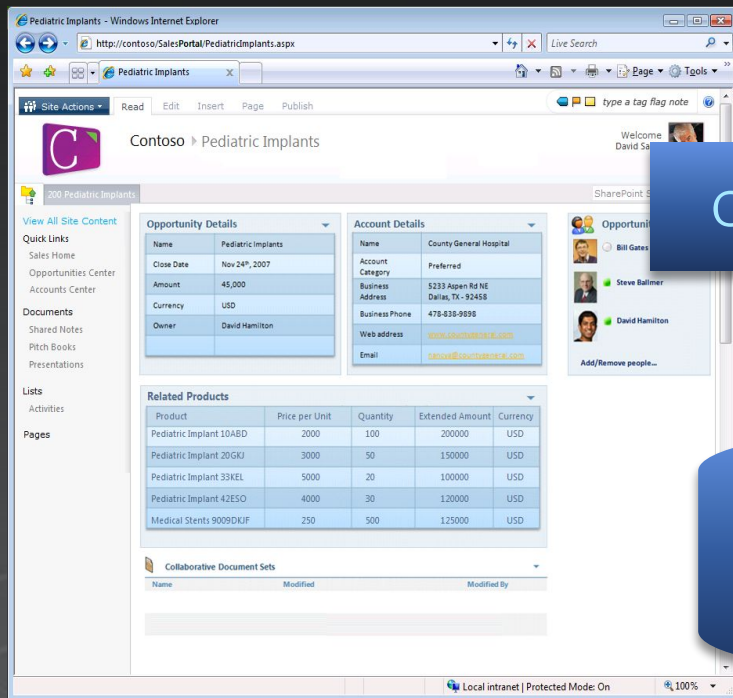 Pediatric Implants - Windows Internet Explorer
http://contoso/SalesPortal/PediatricImplants.aspx
Live Search
Pediatric Implants X
Page Tools
Site Actions Read Edit Insert Page Publish
type a tag flag note
C
Contoso Pediatric Implants
Welcome
David
200 Pediatric Implants
SharePoint
View All Site Content
Quick Links
Sales Home
Opportunities Center
Accounts Center
Documents
Shared Notes
Pitch Books
Presentations
Lists
Activities
Pages
Opportunity Details
Name Pediatric Implants
Close Date Nov 24th, 2007
Amount 45,000
Currency USD
Owner David Hamilton
Account Details
Name County General Hospital
Account Category Preferred
Business Address 5233 Aspen Rd NE
Dallas, TX - 92458
Business Phone 478-838-9898
Web address www.countygeneral.com
Email
Bill Gates
Steve Ballmer
David Hamilton
Add/Remove people...
Related Products
Product Price per Unit Quantity Extended Amount Currency
Pediatric Implant 10ABD 2000 100 200000 USD
Pediatric Implant 20GKJ 3000 50 150000 USD
Pediatric Implant 33KEL 5000 20 100000 USD
Pediatric Implant 42ESO 4000 30 120000 USD
Medical Stents 9009DKJF 250 500 125000 USD
Collaborative Document Sets
Name Modified Modified By
Local intranet | Protected Mode: On 100%